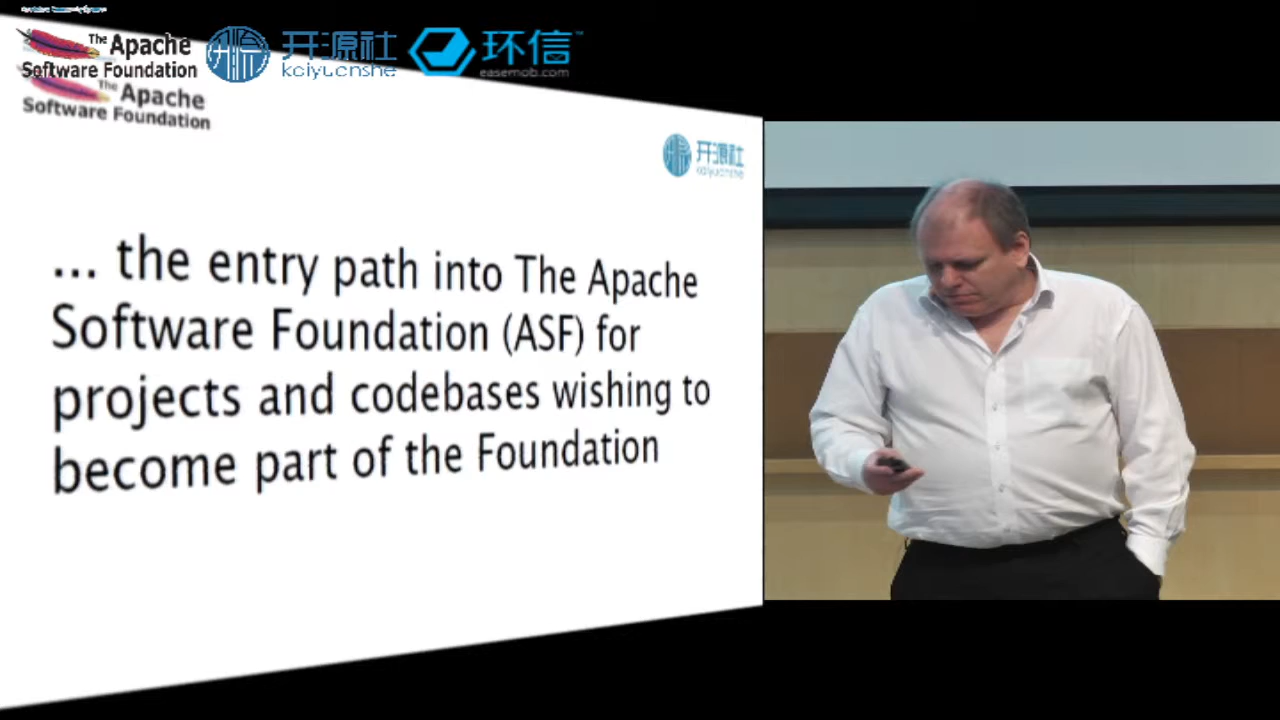 The Apache
Software Foundation
开源社
kaiyuanshe
环信
easemob.com
The Apache
Software Foundation
开源社
kaiyuanshe
... the entry path into The Apache
Software Foundation (ASF) for
projects and codebases wishing to
become part of the Foundation